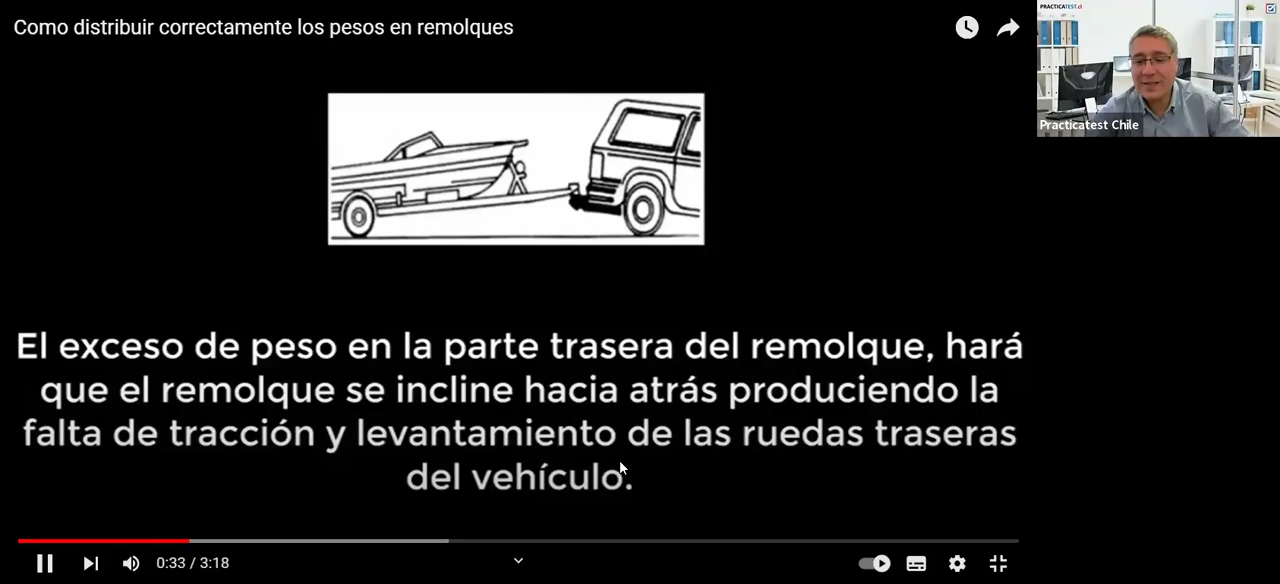 Como distribuir correctamente los pesos en remolques
PRACTICATEST.cl
Practicatest Chile
El exceso de peso en la parte trasera del remolque, hará
que el remolque se incline hacia atrás produciendo la
falta de tracción y levantamiento de las ruedas traseras
del vehículo.
0:33 / 3:18